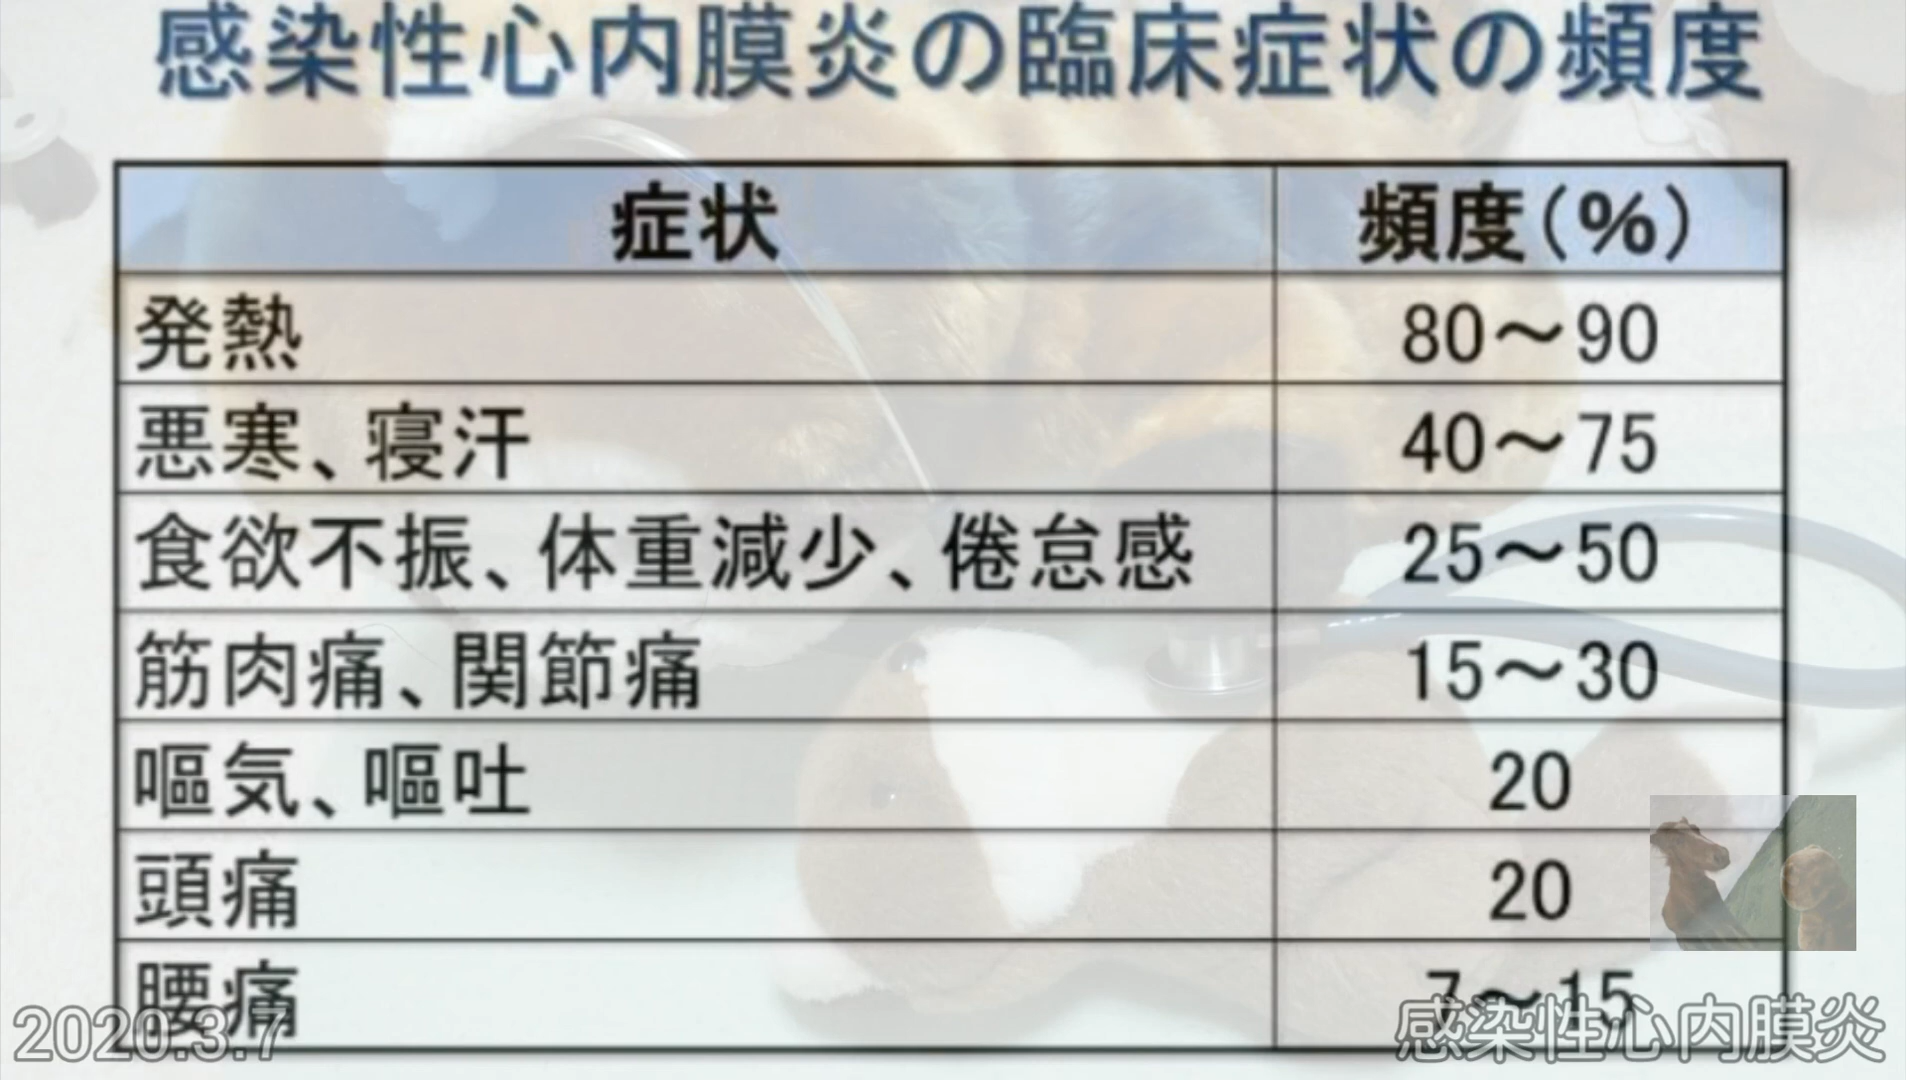 感染性心内膜炎の臨床症状の頻度
症状 頻度(%)
発熱 80～90
悪寒、寝汗 40～75
食欲不振、体重減少、倦怠感 25～50
筋肉痛、関節痛 15～30
嘔気、嘔吐 20
頭痛 20
腰痛 7～15
2020.3.7 感染性心内膜炎